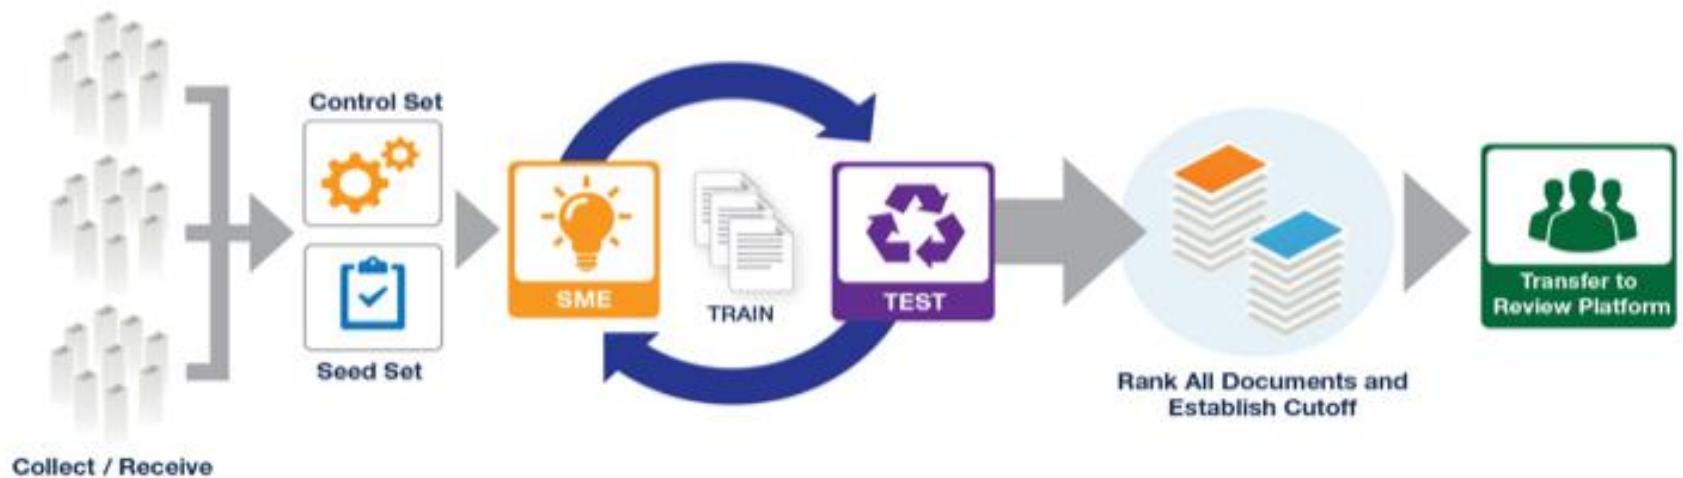 Collect / Receive
Control Set
Seed Set
SME
TRAIN
TEST
Rank All Documents and
Establish Cutoff
Transfer to
Review Platform